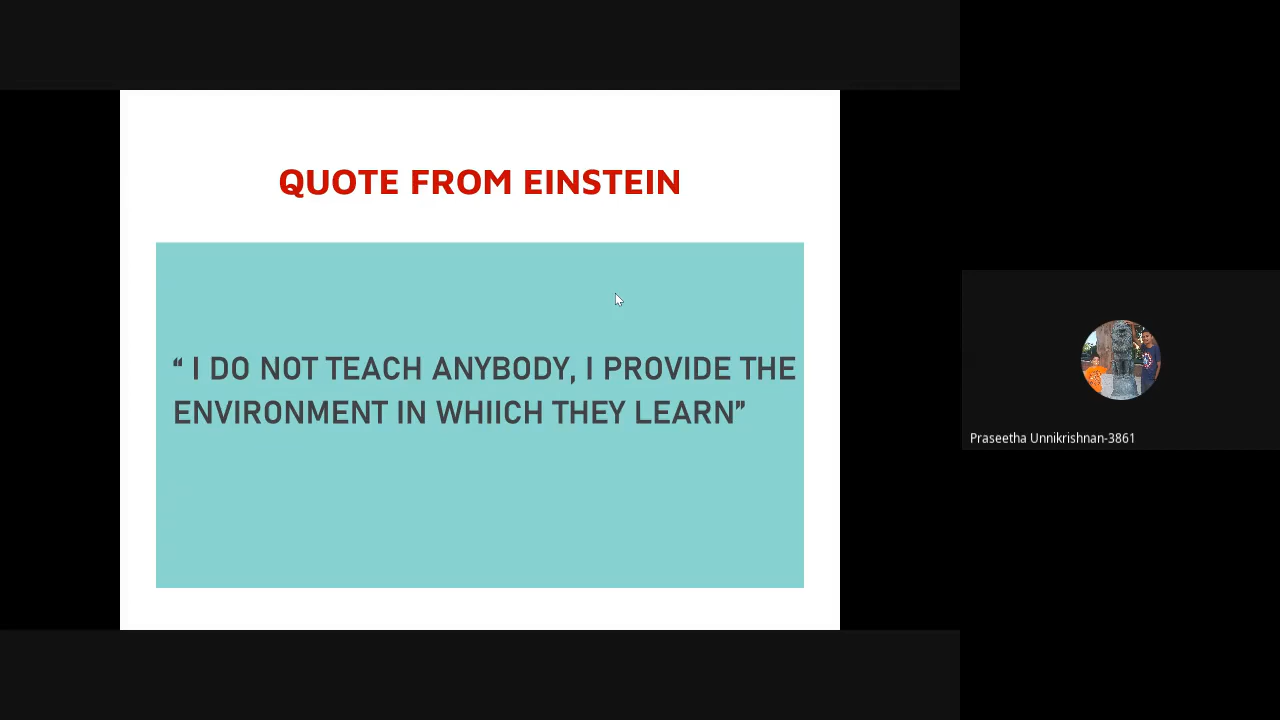 QUOTE FROM EINSTEIN
“ I DO NOT TEACH ANYBODY, I PROVIDE THE
ENVIRONMENT IN WHIICH THEY LEARN”
Praseetha Unnikrishnan-3861